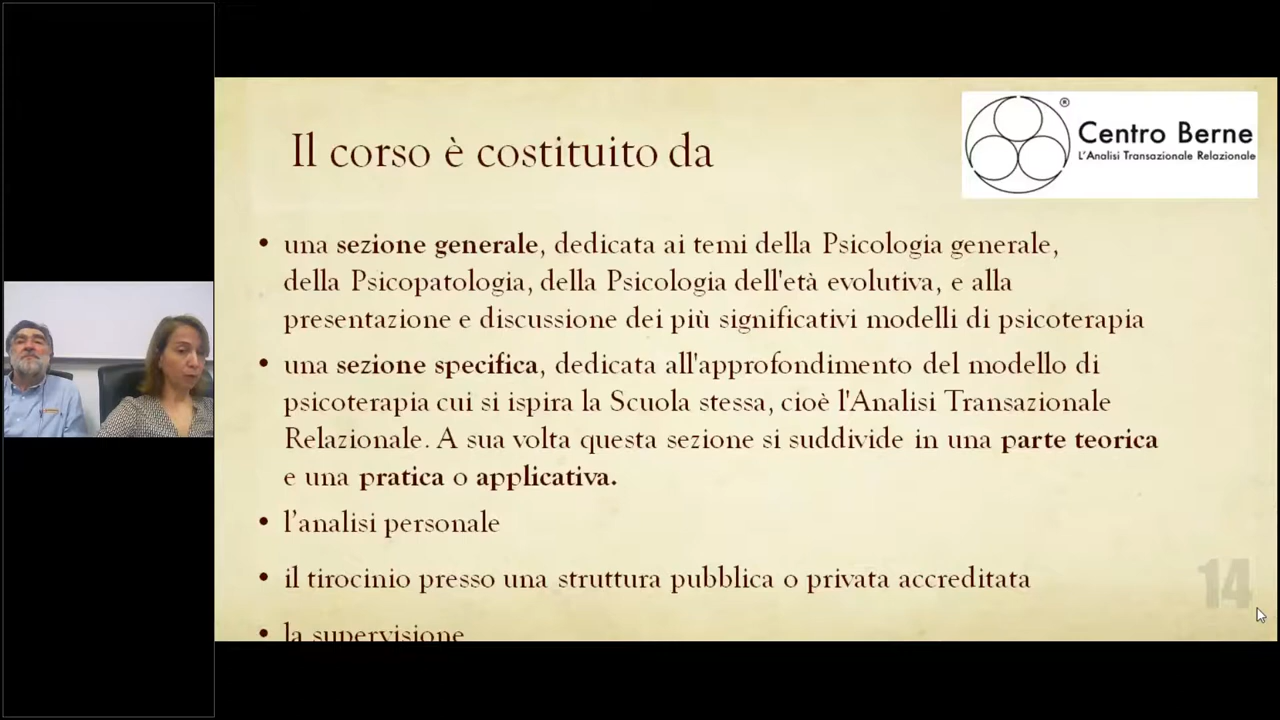 Il corso è costituito da
®
Centro Berne
L'Analisi Transazionale Relazionale
• una sezione generale, dedicata ai temi della Psicologia generale,
della Psicopatologia, della Psicologia dell'età evolutiva, e alla
presentazione e discussione dei più significativi modelli di psicoterapia
• una sezione specifica, dedicata all'approfondimento del modello di
psicoterapia cui si ispira la Scuola stessa, cioè l'Analisi Transazionale
Relazionale. A sua volta questa sezione si suddivide in una parte teorica
e una pratica o applicativa.
• l’analisi personale
• il tirocinio presso una struttura pubblica o privata accreditata
• la supervisione
14